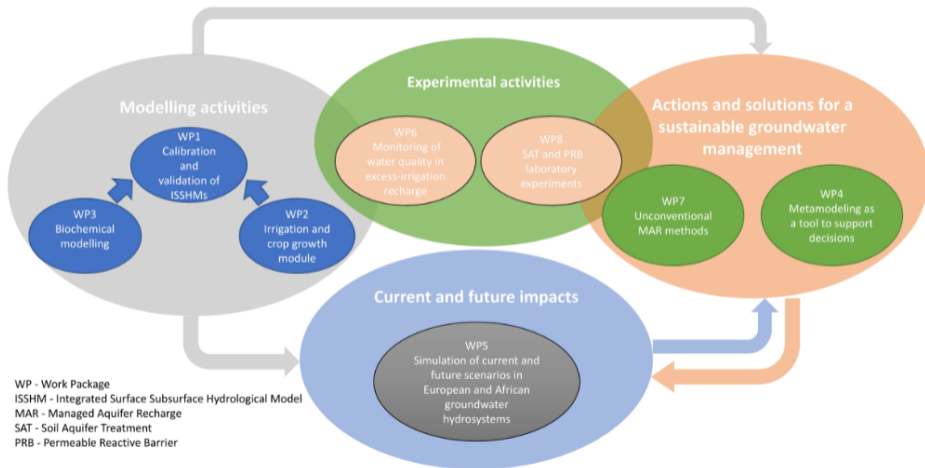 Modelling activities
WP1
Calibration
and
validation of
ISSHMs
WP3
Biochemical
modelling
WP2
Irrigation and
crop growth
module
Experimental activities
WP6
Monitoring of
water quality in
excess-irrigation
recharge
WP8
SAT and PRB
laboratory
experiments
Actions and solutions for a
sustainable groundwater
management
WP7
Unconventional
MAR methods
WP4
Metamodeling as
a tool to support
decisions
Current and future impacts
WP5
Simulation of current and
future scenarios in
European and African
groundwater
hydrosystems
WP - Work Package
ISSHM - Integrated Surface Subsurface Hydrological Model
MAR - Managed Aquifer Recharge
SAT - Soil Aquifer Treatment
PRB - Permeable Reactive Barrier